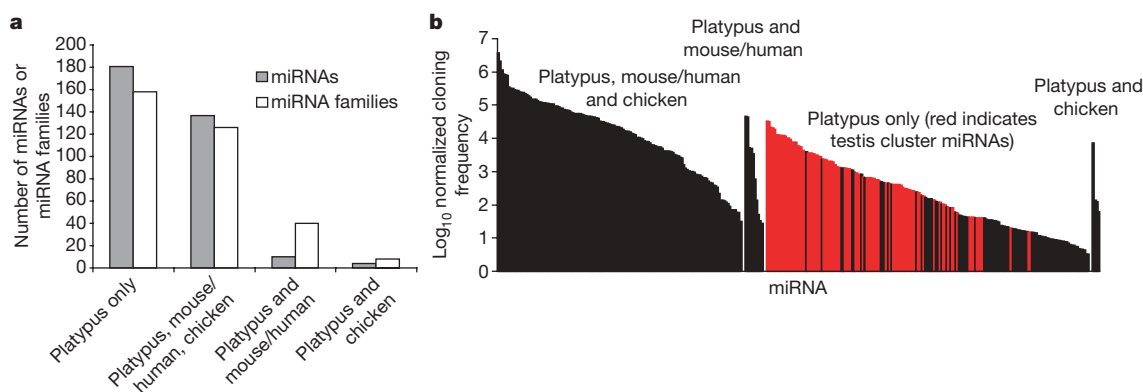 a
Number of miRNAs or
miRNA families
200
180
160
140
120
100
80
60
40
20
0
miRNAs
miRNA families
Platypus only
Platypus, mouse/
human, chicken
Platypus and
mouse/human
Platypus and
chicken
b
Log10 normalized cloning
frequency
7
6
5
4
3
2
1
0
Platypus, mouse/human
and chicken
Platypus and
mouse/human
Platypus only (red indicates
testis cluster miRNAs)
Platypus and
chicken
miRNA